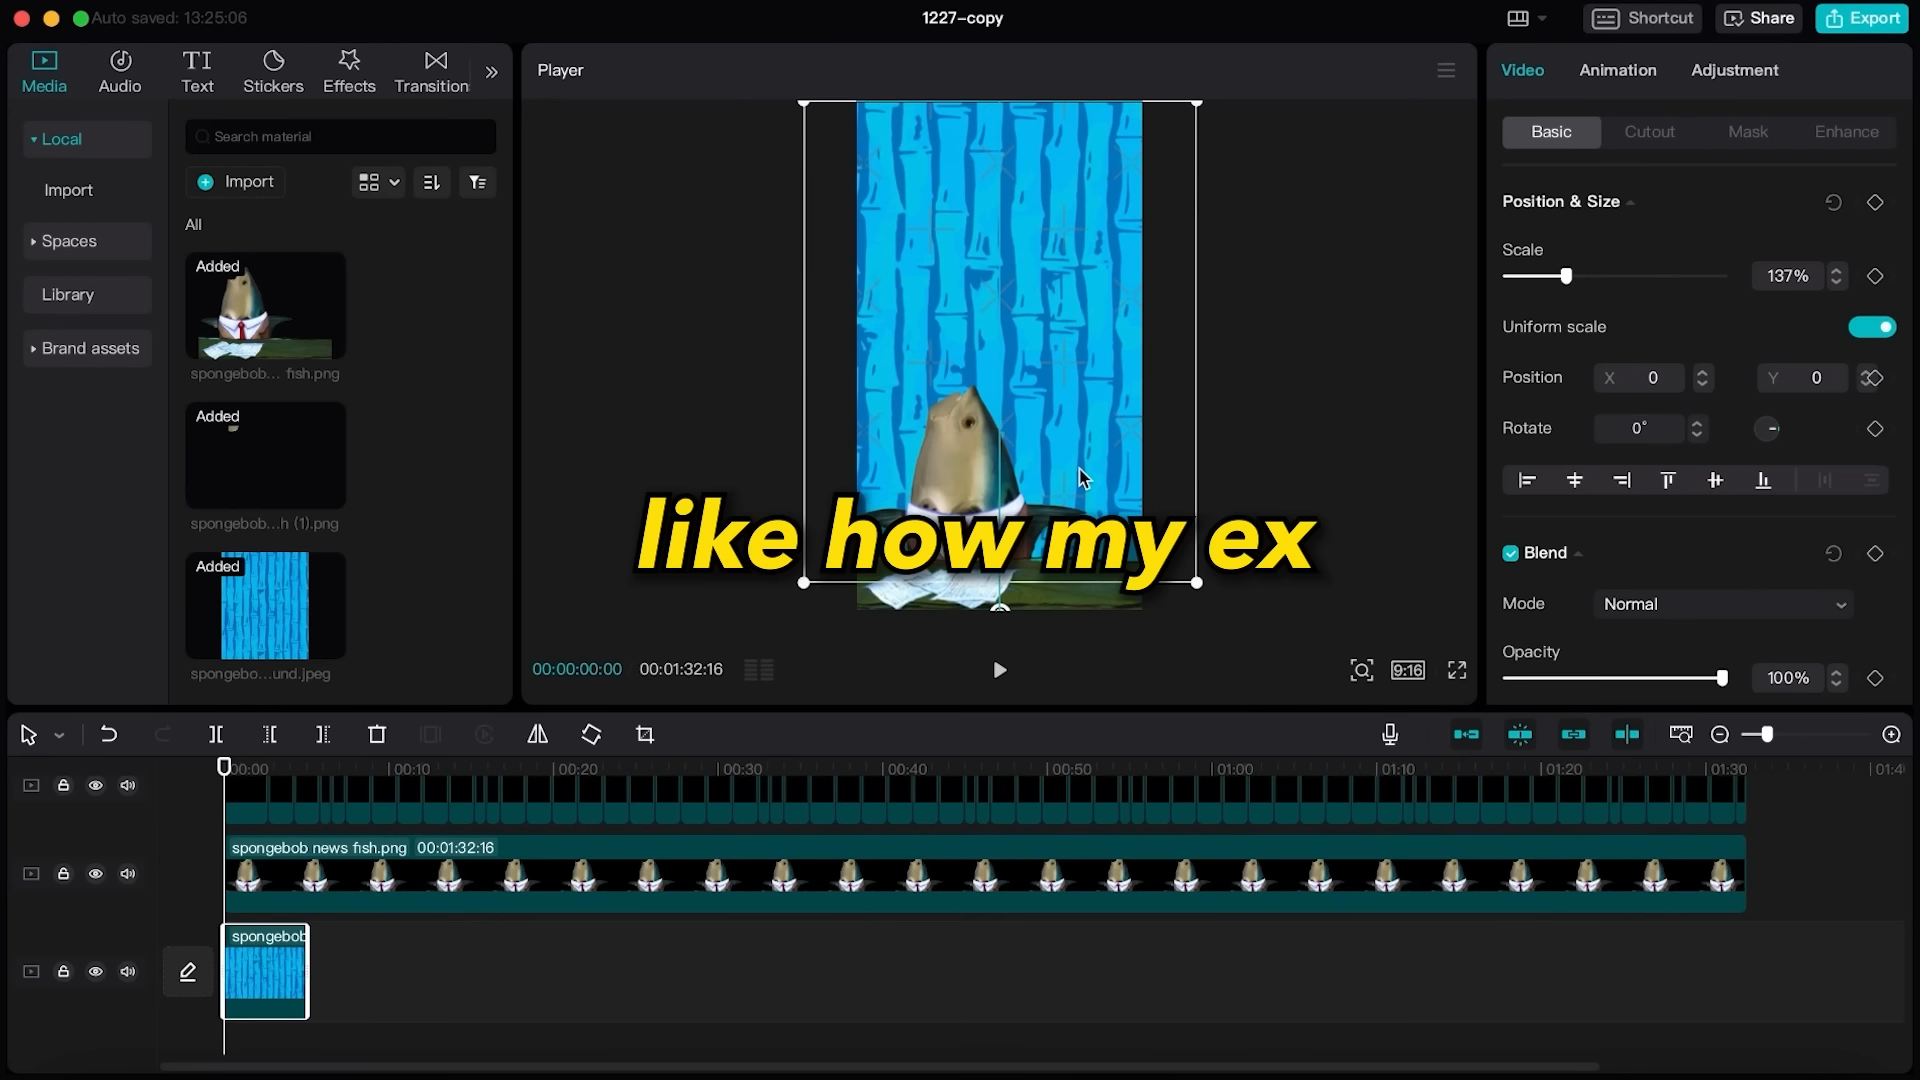 Auto saved: 13:25:06
1227-copy
Shortcut
Share
Export
Media
Audio
TI
Text
Stickers
Effects
Transition
Player
Video
Animation
Adjustment
Local
Import
Spaces
Library
Brand assets
Search material
Import
All
Added
spongebob... fish.png
Added
spongebob...h (1).png
Added
spongebo...und.jpeg
like how my ex
00:00:00:00
00:01:32:16
9:16
Basic
Cutout
Mask
Enhance
Position & Size
Scale
137%
Uniform scale
Position
X 0
Y 0
Rotate
0°
Blend
Mode
Normal
Opacity
100%
00:00
00:10
00:20
00:30
00:40
00:50
01:00
01:10
01:20
01:30
01:4
spongebob news fish.png 00:01:32:16
spongebob